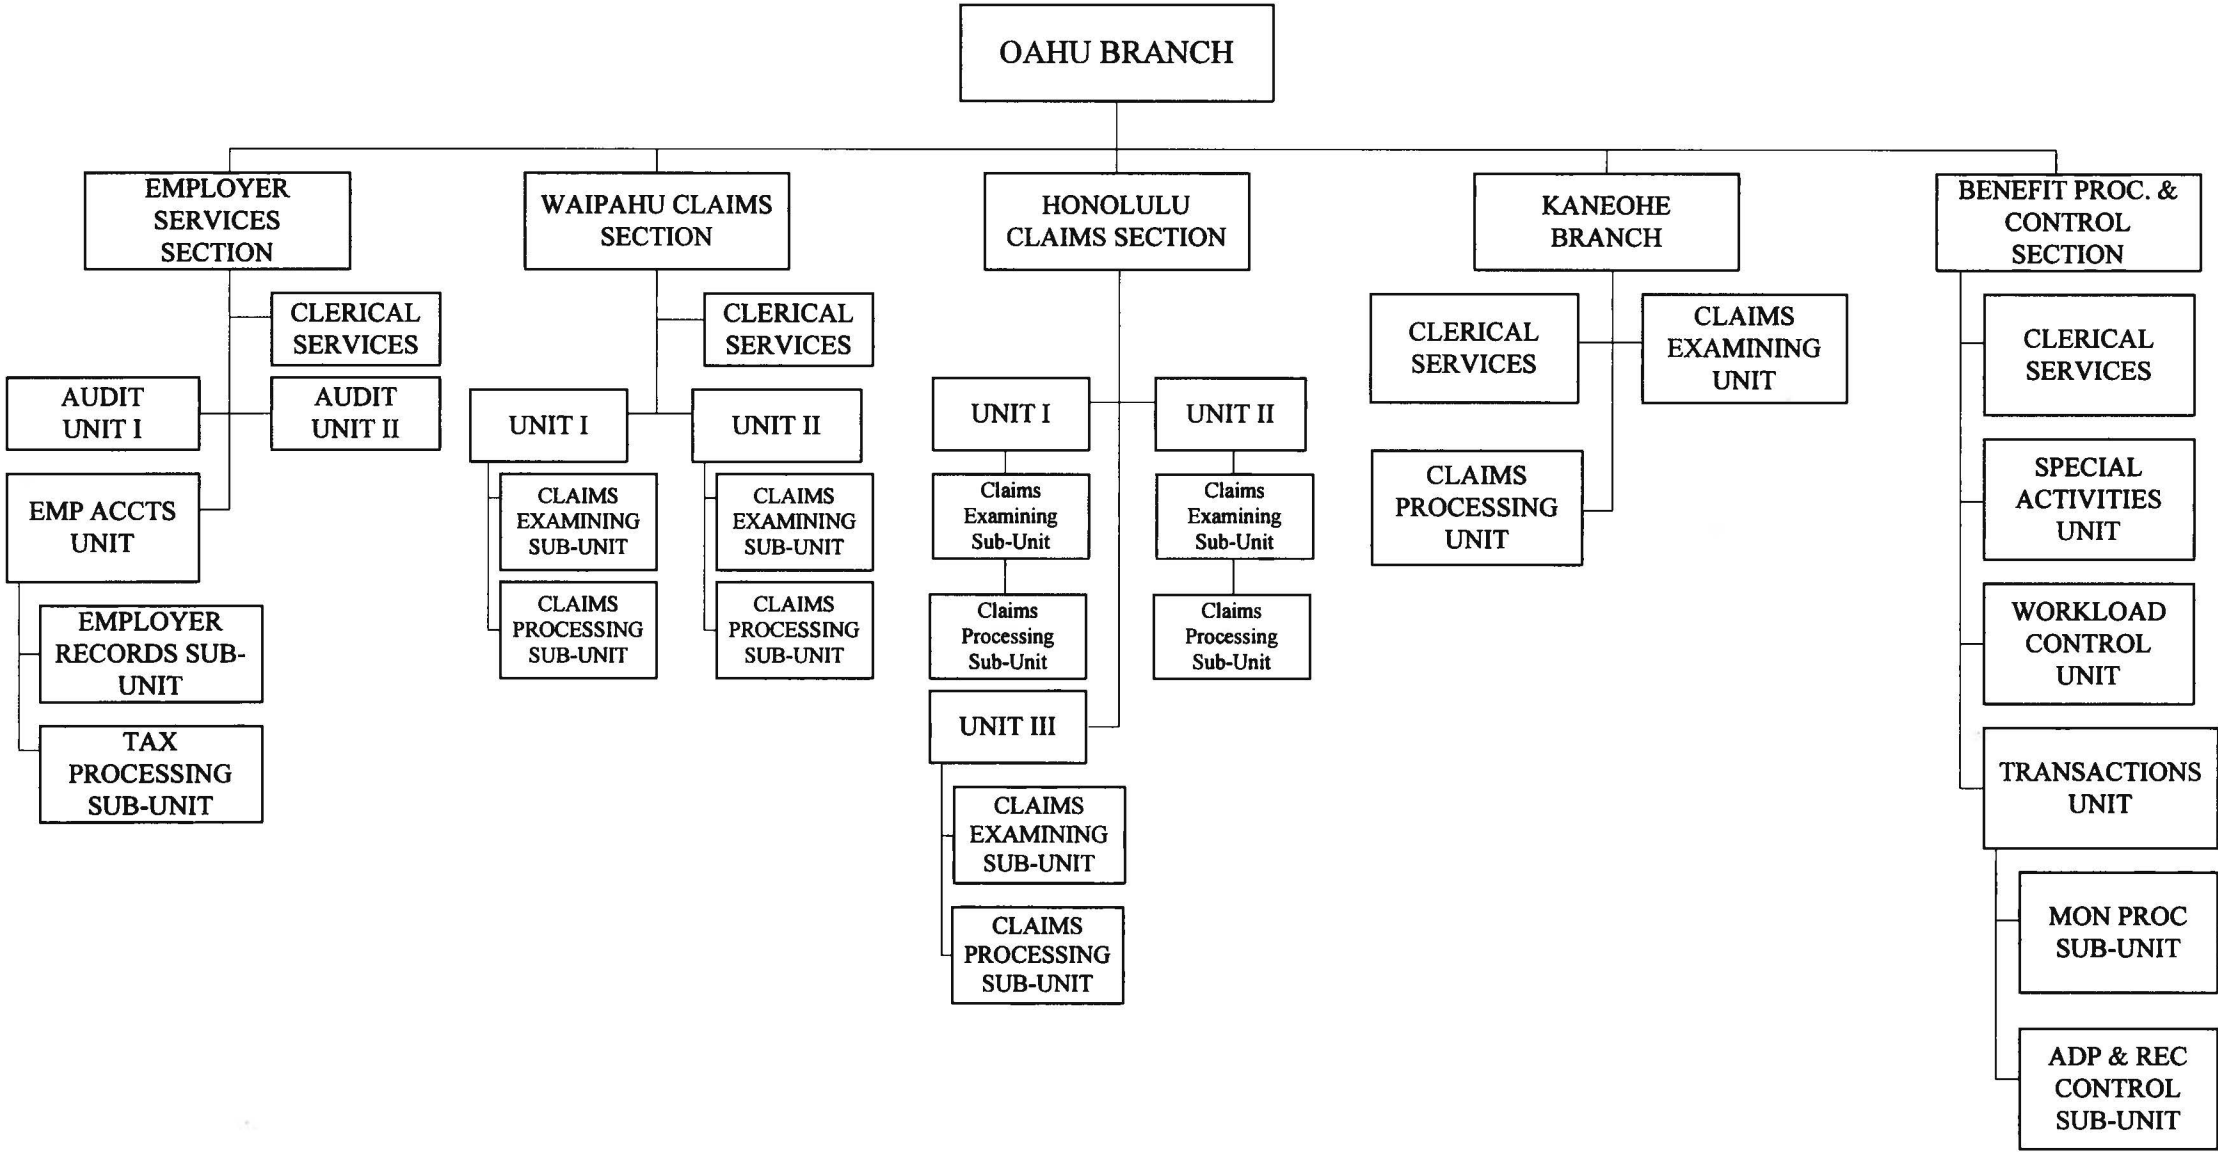 OAHU BRANCH
EMPLOYER
SERVICES
SECTION
WAIPAHU CLAIMS
SECTION
HONOLULU
CLAIMS SECTION
KANEOHE
BRANCH
BENEFIT PROC. &
CONTROL
SECTION
CLERICAL
SERVICES
AUDIT
UNIT I
AUDIT
UNIT II
EMP ACCTS
UNIT
EMPLOYER
RECORDS SUB-
UNIT
TAX
PROCESSING
SUB-UNIT
CLERICAL
SERVICES
UNIT I
UNIT II
CLAIMS
EXAMINING
SUB-UNIT
CLAIMS
EXAMINING
SUB-UNIT
CLAIMS
PROCESSING
SUB-UNIT
CLAIMS
PROCESSING
SUB-UNIT
UNIT I
UNIT II
Claims
Examining
Sub-Unit
Claims
Examining
Sub-Unit
Claims
Processing
Sub-Unit
Claims
Processing
Sub-Unit
UNIT III
CLAIMS
EXAMINING
SUB-UNIT
CLAIMS
PROCESSING
SUB-UNIT
CLERICAL
SERVICES
CLAIMS
EXAMINING
UNIT
CLAIMS
PROCESSING
UNIT
CLERICAL
SERVICES
SPECIAL
ACTIVITIES
UNIT
WORKLOAD
CONTROL
UNIT
TRANSACTIONS
UNIT
MON PROC
SUB-UNIT
ADP & REC
CONTROL
SUB-UNIT